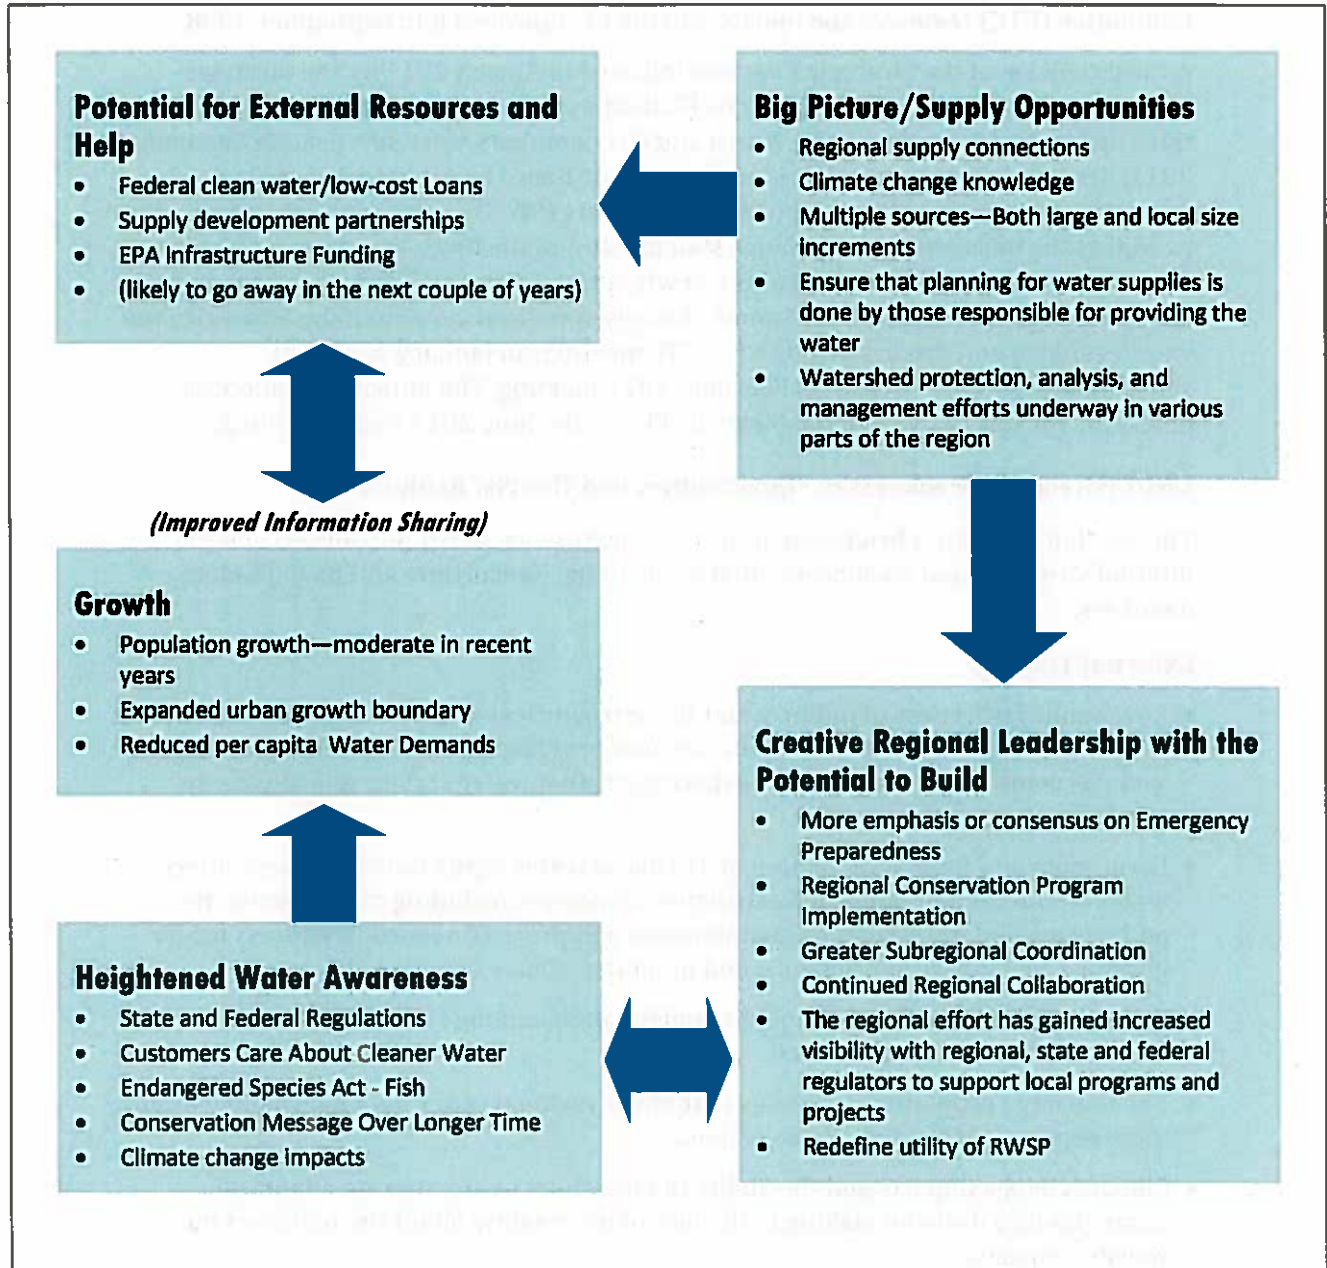 Potential for External Resources and
Help
• Federal clean water/low-cost Loans
• Supply development partnerships
• EPA Infrastructure Funding
• (likely to go away in the next couple of years)
Big Picture/Supply Opportunities
• Regional supply connections
• Climate change knowledge
• Multiple sources—Both large and local size
increments
• Ensure that planning for water supplies is
done by those responsible for providing the
water
• Watershed protection, analysis, and
management efforts underway in various
parts of the region
(Improved Information Sharing)
Growth
• Population growth—moderate in recent
years
• Expanded urban growth boundary
• Reduced per capita Water Demands
Creative Regional Leadership with the
Potential to Build
• More emphasis or consensus on Emergency
Preparedness
• Regional Conservation Program
Implementation
• Greater Subregional Coordination
• Continued Regional Collaboration
• The regional effort has gained increased
visibility with regional, state and federal
regulators to support local programs and
projects
▪ Redefine utility of RWSP
Heightened Water Awareness
• State and Federal Regulations
• Customers Care About Cleaner Water
• Endangered Species Act - Fish
• Conservation Message Over Longer Time
• Climate change impacts